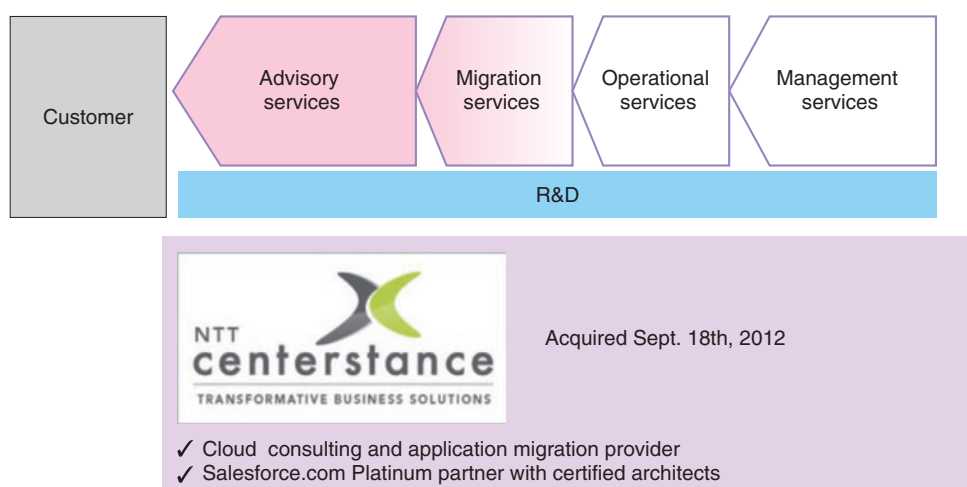 Customer
Advisory
services
Migration
services
Operational
services
Management
services
R&D
NTT
centerstance
TRANSFORMATIVE BUSINESS SOLUTIONS
Acquired Sept. 18th, 2012
✓ Cloud consulting and application migration provider
✓ Salesforce.com Platinum partner with certified architects